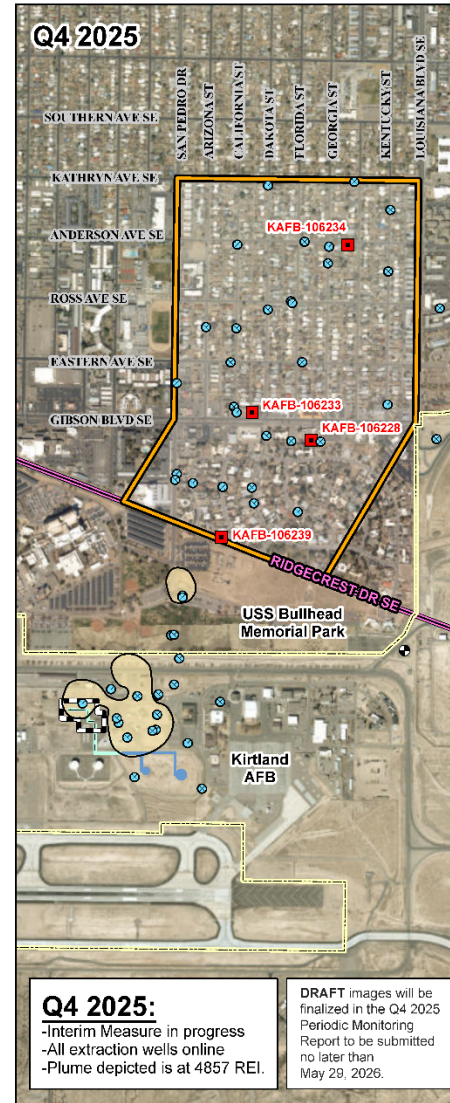 Q4 2025
SAN PEDRO DR
ARIZONA ST
CALIFORNIA ST
DAKOTA ST
FLORIDA ST
GEORGIA ST
KENTUCKY ST
LOUISIANA BLVD SE
SOUTHERN AVE SE
KATHRYN AVE SE
ANDERSON AVE SE
ROSS AVE SE
EASTERN AVE SE
GIBSON BLVD SE
KAFB-106234
KAFB-106233
KAFB-106228
KAFB-106239
RIDGECREST DR SE
USS Bullhead
Memorial Park
Kirtland
AFB
Q4 2025:
-Interim Measure in progress
-All extraction wells online
-Plume depicted is at 4857 REI.
DRAFT images will be
finalized in the Q4 2025
Periodic Monitoring
Report to be submitted
no later than
May 29, 2026.